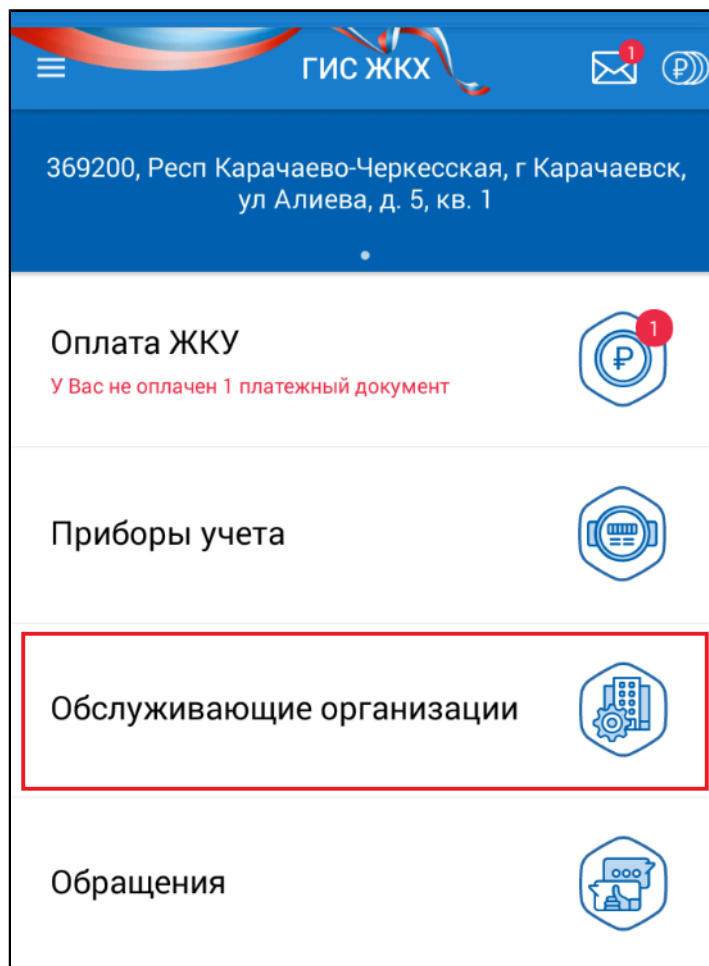 ГИС ЖКХ
1
₽
369200, Респ Карачаево-Черкесская, г Карачаевск,
ул Алиева, д. 5, кв. 1
Оплата ЖКУ
1
₽
У Вас не оплачен 1 платежный документ
Приборы учета
Обслуживающие организации
Обращения